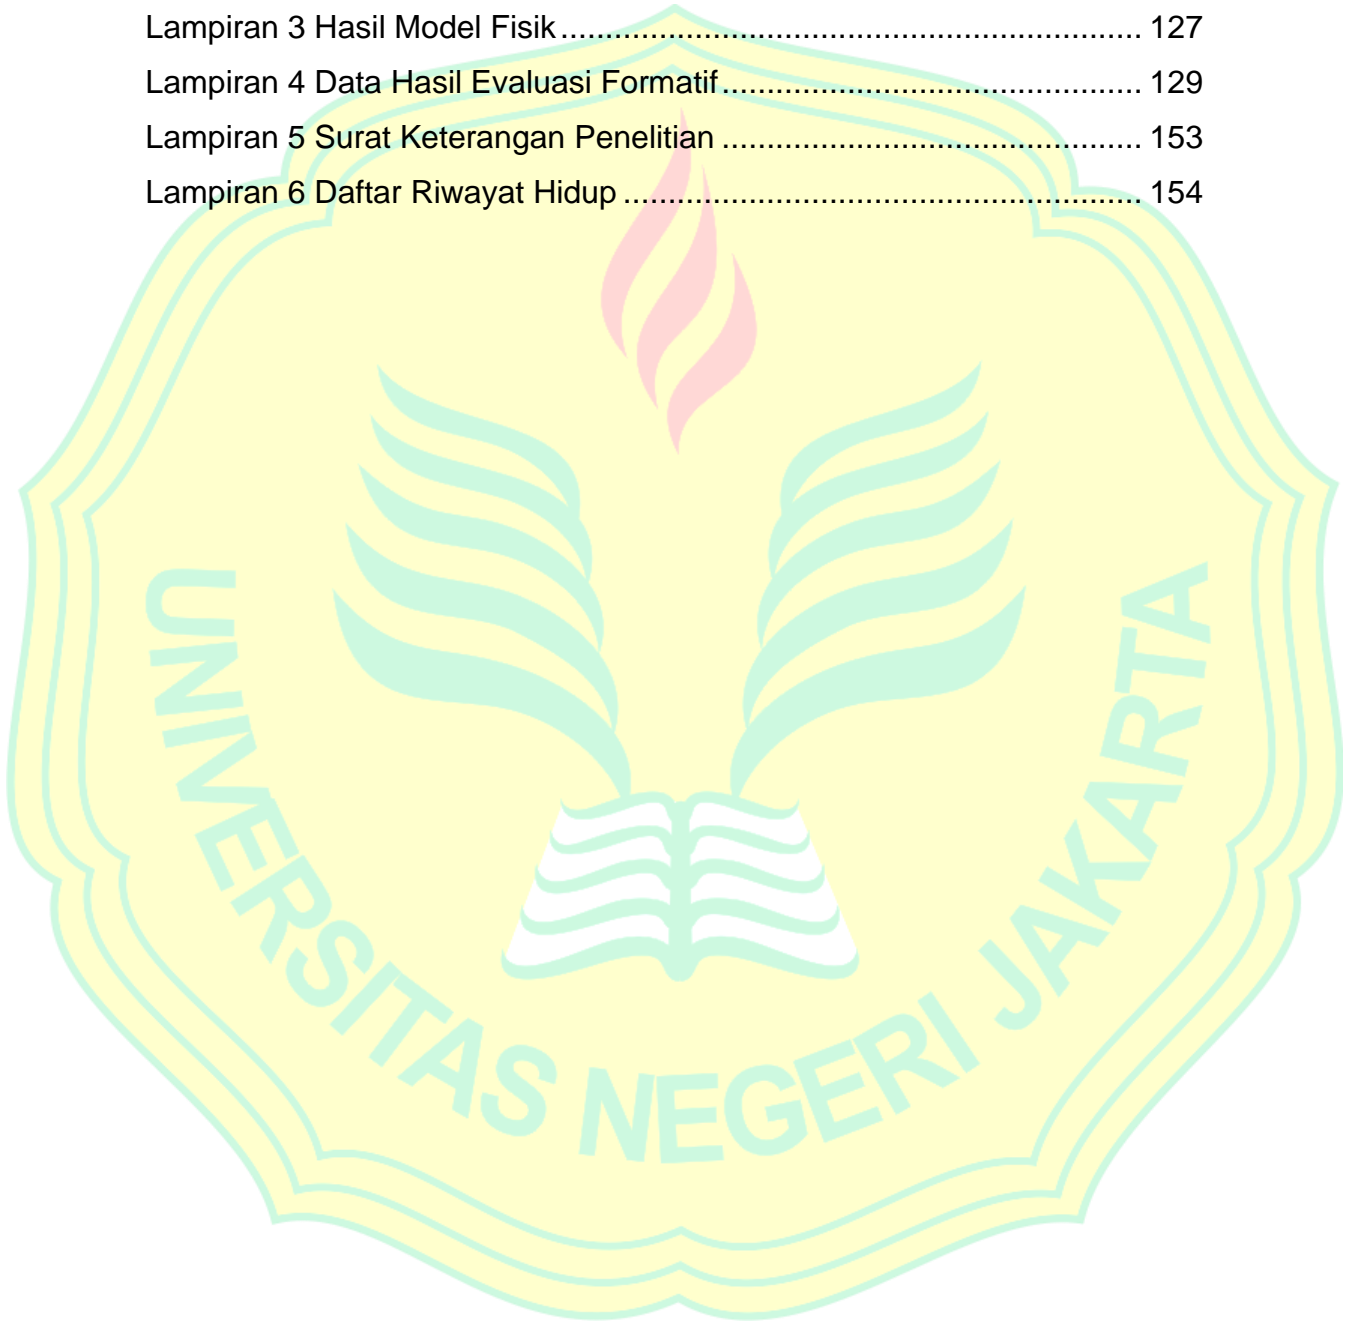 Lampiran 3 Hasil Model Fisik .................................................................. 127
Lampiran 4 Data Hasil Evaluasi Formatif ................................................ 129
Lampiran 5 Surat Keterangan Penelitian ................................................ 153
Lampiran 6 Daftar Riwayat Hidup ........................................................... 154
UNIVERSITAS NEGERI JAKARTA